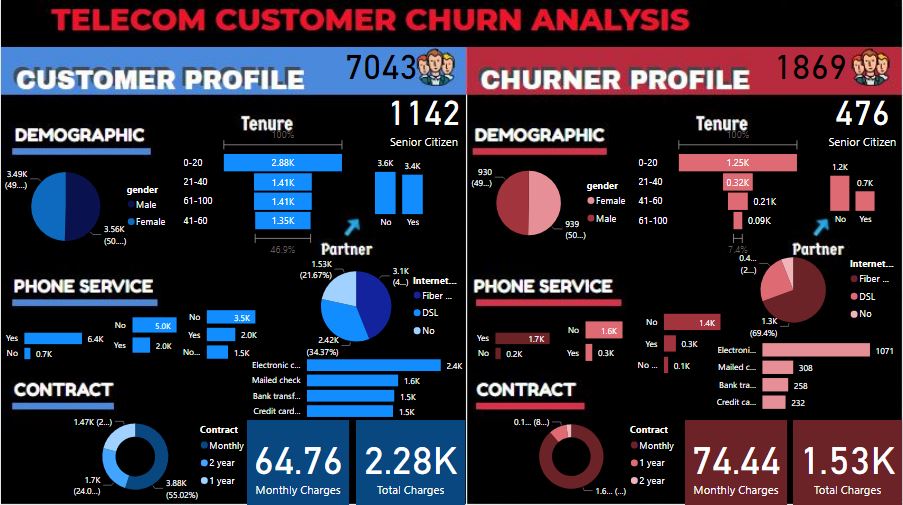 TELECOM CUSTOMER CHURN ANALYSIS
CUSTOMER PROFILE
7043
1142
Senior Citizen
DEMOGRAPHIC
3.49K
(49....)
3.56K
(50....)
gender
Male
Female
Tenure
100%
0-20
2.88K
21-40
1.41K
61-100
1.41K
41-60
1.35K
46.9%
3.6K
3.4K
No
Yes
Partner
PHONE SERVICE
Yes
6.4K
No
0.7K
No
5.0K
Yes
2.0K
No
3.5K
Yes
2.0K
No...
1.5K
1.53K
(21.67%)
3.1K
(4...)
2.42K
(34.37%)
Internet...
Fiber ...
DSL
No
Electronic c...
2.4K
Mailed check
1.6K
Bank transf...
1.5K
Credit card...
1.5K
CONTRACT
1.47K (2...)
1.7K
(24.0...)
3.88K
(55.02%)
Contract
Monthly
2 year
1 year
64.76
Monthly Charges
2.28K
Total Charges
CHURNER PROFILE
1869
476
Senior Citizen
DEMOGRAPHIC
930
(49...)
939
(50...)
gender
Female
Male
Tenure
100%
0-20
1.25K
21-40
0.32K
41-60
0.21K
61-100
0.09K
7.4%
1.2K
0.7K
No
Yes
Partner
PHONE SERVICE
Yes
1.7K
No
0.2K
No
1.6K
Yes
0.3K
No
1.4K
Yes
0.3K
No ...
0.1K
0.4...
(2...)
1.3K
(69.4%)
Internet...
Fiber ...
DSL
No
Electroni...
1071
Mailed c...
308
Bank tra...
258
Credit ca...
232
CONTRACT
0.1... (8...)
1.6... (...)
Contract
Monthly
1 year
2 year
74.44
Monthly Charges
1.53K
Total Charges